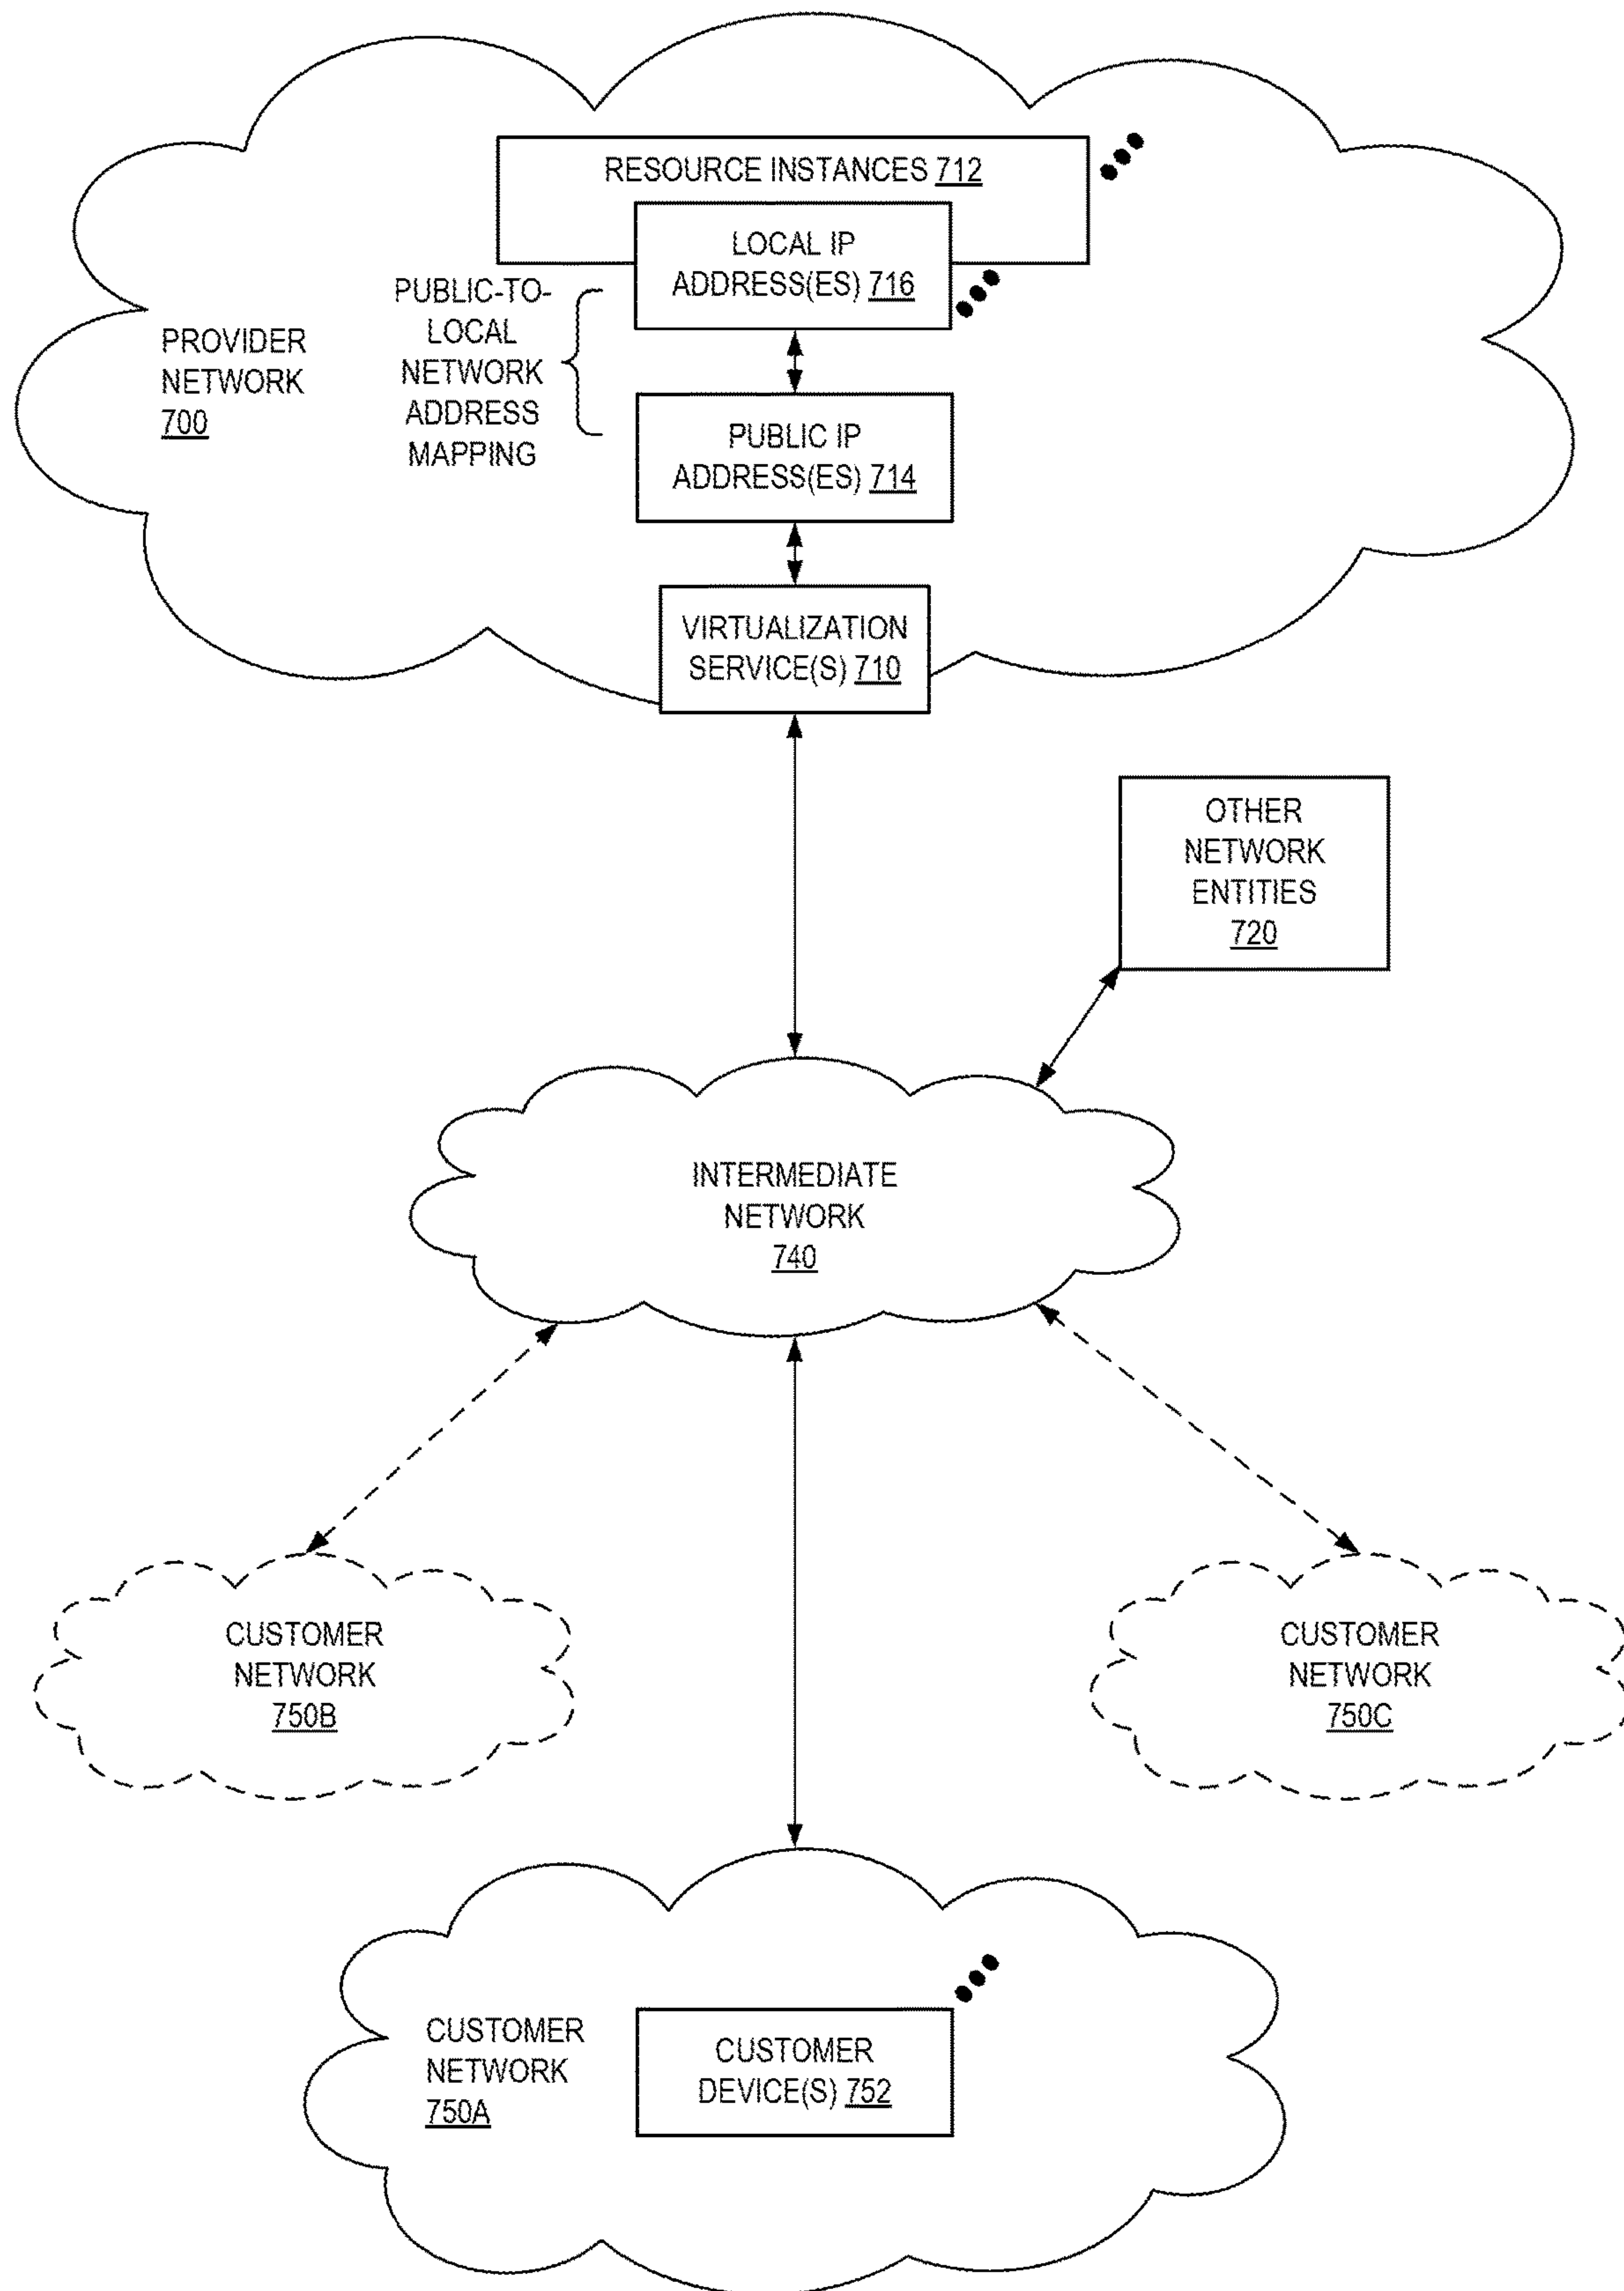 RESOURCE INSTANCES 712
LOCAL IP
ADDRESS(ES) 716
PUBLIC-TO-
LOCAL
NETWORK
ADDRESS
MAPPING
PROVIDER
NETWORK
700
PUBLIC IP
ADDRESS(ES) 714
VIRTUALIZATION
SERVICE(S) 710
OTHER
NETWORK
ENTITIES
720
INTERMEDIATE
NETWORK
740
CUSTOMER
NETWORK
750B
CUSTOMER
NETWORK
750C
CUSTOMER
NETWORK
750A
CUSTOMER
DEVICE(S) 752